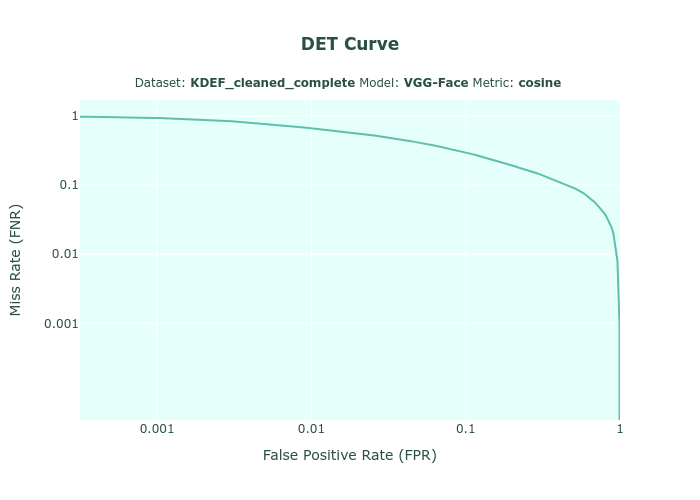 DET Curve
Dataset: KDEF_cleaned_complete Model: VGG-Face Metric: cosine
1
0.1
0.01
0.001
Miss Rate (FNR)
0.001 0.01 0.1 1
False Positive Rate (FPR)